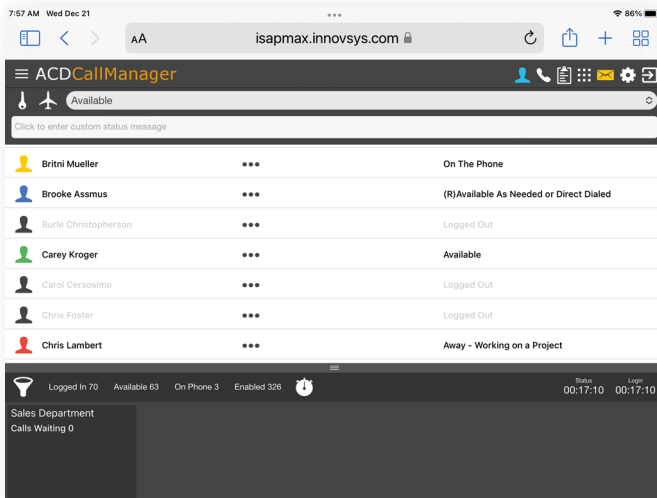 7:57 AM Wed Dec 21
86%
AA isapmax.innovsys.com
ACDCallManager
Available
Click to enter custom status message
Britni Mueller On The Phone
Brooke Assmus (R)Available As Needed or Direct Dialed
Burle Christopherson Logged Out
Carey Kroger Available
Carol Cersosimo Logged Out
Chris Foster Logged Out
Chris Lambert Away - Working on a Project
Logged In 70 Available 63 On Phone 3 Enabled 326
Status Login
00:17:10 00:17:10
Sales Department
Calls Waiting 0